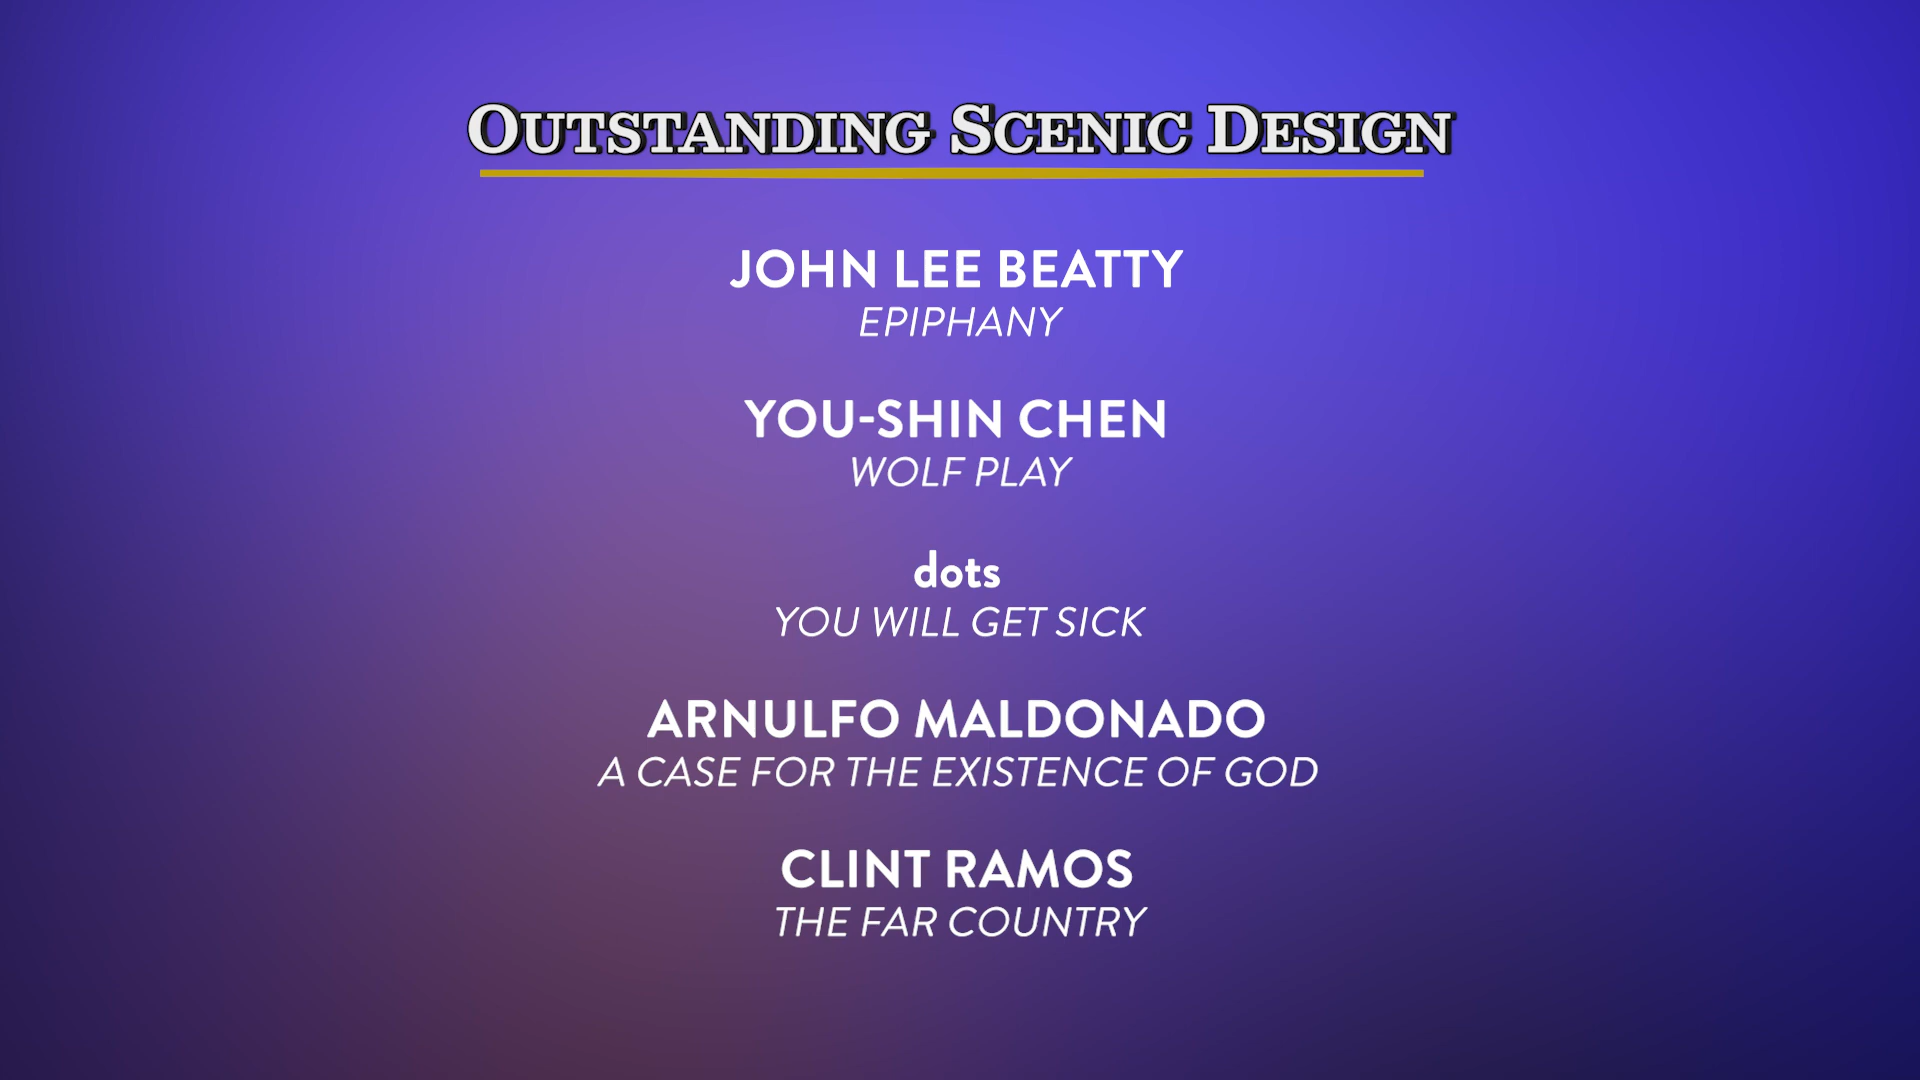 Outstanding Scenic Design
JOHN LEE BEATTY
EPIPHANY
YOU-SHIN CHEN
WOLF PLAY
dots
YOU WILL GET SICK
ARNULFO MALDONADO
A CASE FOR THE EXISTENCE OF GOD
CLINT RAMOS
THE FAR COUNTRY